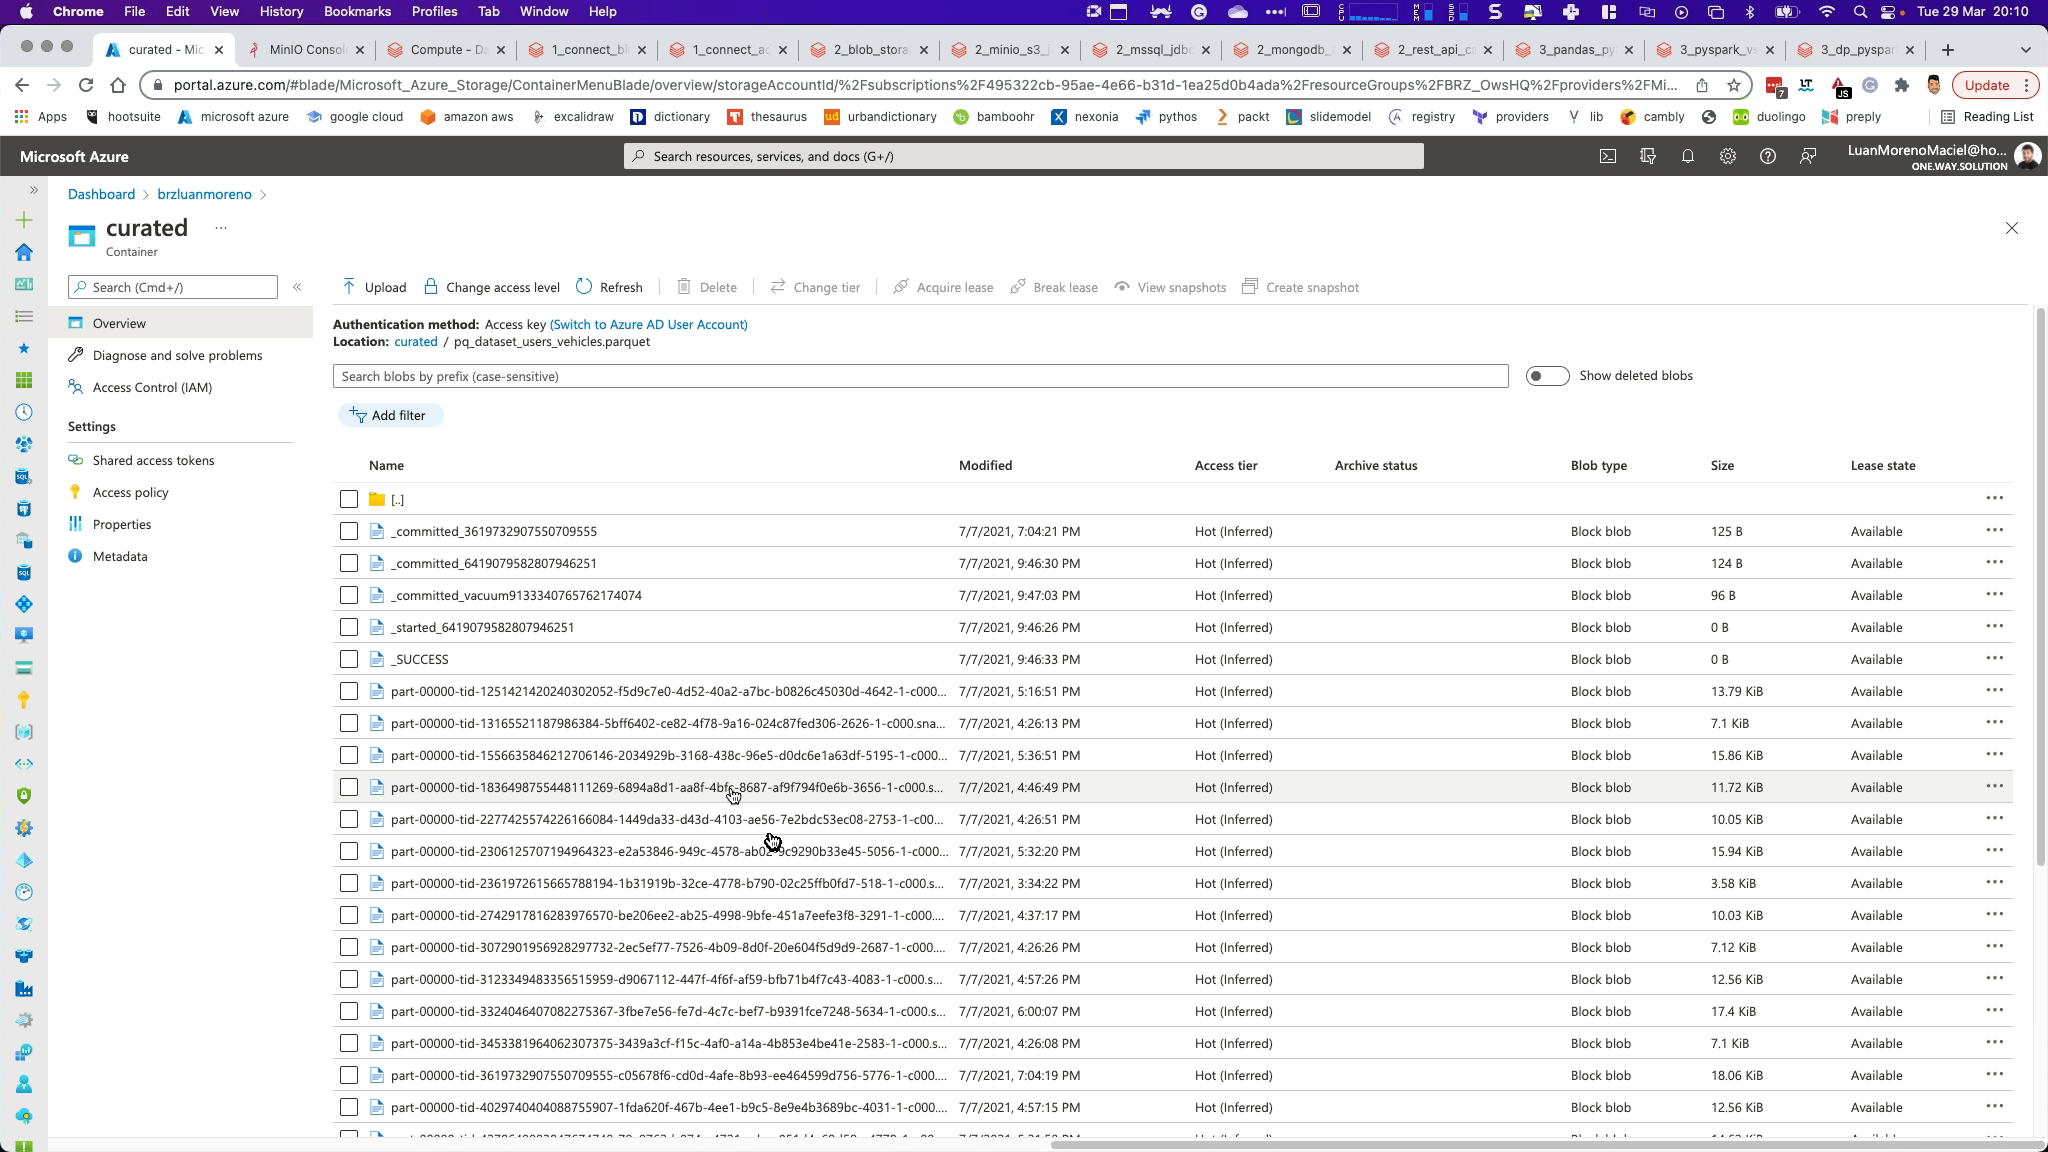 Chrome File Edit View History Bookmarks Profiles Tab Window Help
Tue 29 Mar 20:10
curated - Mic
MinIO Consol
Compute - Da
1_connect_bl
1_connect_ac
2_blob_stora
2_minio_s3_
2_mssql_jdbc
2_mongodb_
2_rest_api_c
3_pandas_py
3_pyspark_vs
3_dp_pyspar
portal.azure.com/#blade/Microsoft_Azure_Storage/ContainerMenuBlade/overview/storageAccountId/%2Fsubscriptions%2F495322cb-95ae-4e66-b31d-1ea25d0b4ada%2FresourceGroups%2FBRZ_OwsHQ%2Fproviders%2FMi...
Update
Apps hootsuite microsoft azure google cloud amazon aws excalidraw dictionary thesaurus urbandictionary bamboohr nexonia pythos packt slidemodel registry providers lib cambly duolingo preply Reading List
Microsoft Azure
Search resources, services, and docs (G+/)
LuanMorenoMaciel@ho...
ONE.WAY.SOLUTION
Dashboard > brzluanmoreno >
curated ...
Container
Search (Cmd+/)
Overview
Diagnose and solve problems
Access Control (IAM)
Settings
Shared access tokens
Access policy
Properties
Metadata
Upload Change access level Refresh Delete Change tier Acquire lease Break lease View snapshots Create snapshot
Authentication method: Access key (Switch to Azure AD User Account)
Location: curated / pq_dataset_users_vehicles.parquet
Search blobs by prefix (case-sensitive)
Show deleted blobs
Add filter
Name Modified Access tier Archive status Blob type Size Lease state
[..]
_committed_3619732907550709555 7/7/2021, 7:04:21 PM Hot (Inferred) Block blob 125 B Available
_committed_6419079582807946251 7/7/2021, 9:46:30 PM Hot (Inferred) Block blob 124 B Available
_committed_vacuum9133340765762174074 7/7/2021, 9:47:03 PM Hot (Inferred) Block blob 96 B Available
_started_6419079582807946251 7/7/2021, 9:46:26 PM Hot (Inferred) Block blob 0 B Available
_SUCCESS 7/7/2021, 9:46:33 PM Hot (Inferred) Block blob 0 B Available
part-00000-tid-1251421420240302052-f5d9c7e0-4d52-40a2-a7bc-b0826c45030d-4642-1-c000... 7/7/2021, 5:16:51 PM Hot (Inferred) Block blob 13.79 KiB Available
part-00000-tid-13165521187986384-5bff6402-ce82-4f78-9a16-024c87fed306-2626-1-c000.sna... 7/7/2021, 4:26:13 PM Hot (Inferred) Block blob 7.1 KiB Available
part-00000-tid-1556635846212706146-2034929b-3168-438c-96e5-d0dc6e1a63df-5195-1-c000... 7/7/2021, 5:36:51 PM Hot (Inferred) Block blob 15.86 KiB Available
part-00000-tid-1836498755448111269-6894a8d1-aa8f-4bfc-8687-af9f794f0e6b-3656-1-c000.s... 7/7/2021, 4:46:49 PM Hot (Inferred) Block blob 11.72 KiB Available
part-00000-tid-2277425574226166084-1449da33-d43d-4103-ae56-7e2bdc53ec08-2753-1-c00... 7/7/2021, 4:26:51 PM Hot (Inferred) Block blob 10.05 KiB Available
7/7/2021, 5:32:20 PM Hot (Inferred) Block blob 15.94 KiB Available
part-00000-tid-2361972615665788194-1b31919b-32ce-4778-b790-02c25ffb0fd7-518-1-c000.s... 7/7/2021, 3:34:22 PM Hot (Inferred) Block blob 3.58 KiB Available
part-00000-tid-2742917816283976570-be206ee2-ab25-4998-9bfe-451a7eefe3f8-3291-1-c000.... 7/7/2021, 4:37:17 PM Hot (Inferred) Block blob 10.03 KiB Available
part-00000-tid-3072901956928297732-2ec5ef77-7526-4b09-8d0f-20e604f5d9d9-2687-1-c000.... 7/7/2021, 4:26:26 PM Hot (Inferred) Block blob 7.12 KiB Available
part-00000-tid-3123349483356515959-d9067112-447f-4f6f-af59-bfb71b4f7c43-4083-1-c000.s... 7/7/2021, 4:57:26 PM Hot (Inferred) Block blob 12.56 KiB Available
part-00000-tid-3324046407082275367-3fbe7e56-fe7d-4c7c-bef7-b9391fce7248-5634-1-c000.s... 7/7/2021, 6:00:07 PM Hot (Inferred) Block blob 17.4 KiB Available
part-00000-tid-3453381964062307375-3439a3cf-f15c-4af0-a14a-4b853e4be41e-2583-1-c000.s... 7/7/2021, 4:26:08 PM Hot (Inferred) Block blob 7.1 KiB Available
part-00000-tid-3619732907550709555-c05678f6-cd0d-4afe-8b93-ee464599d756-5776-1-c000.... 7/7/2021, 7:04:19 PM Hot (Inferred) Block blob 18.06 KiB Available
part-00000-tid-4029740404088755907-1fda620f-467b-4ee1-b9c5-8e9e4b3689bc-4031-1-c000.... 7/7/2021, 4:57:15 PM Hot (Inferred) Block blob 12.56 KiB Available